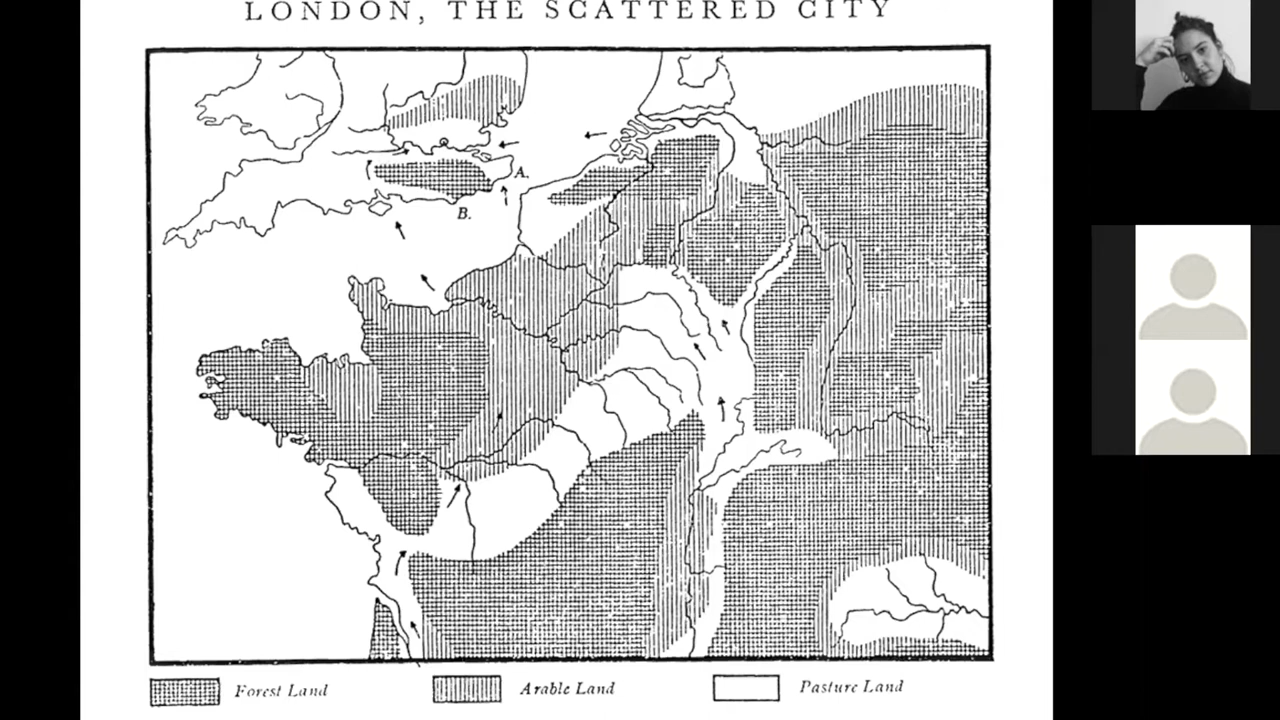 LONDON, THE SCATTERED CITY
A.
B.
Forest Land
Arable Land
Pasture Land